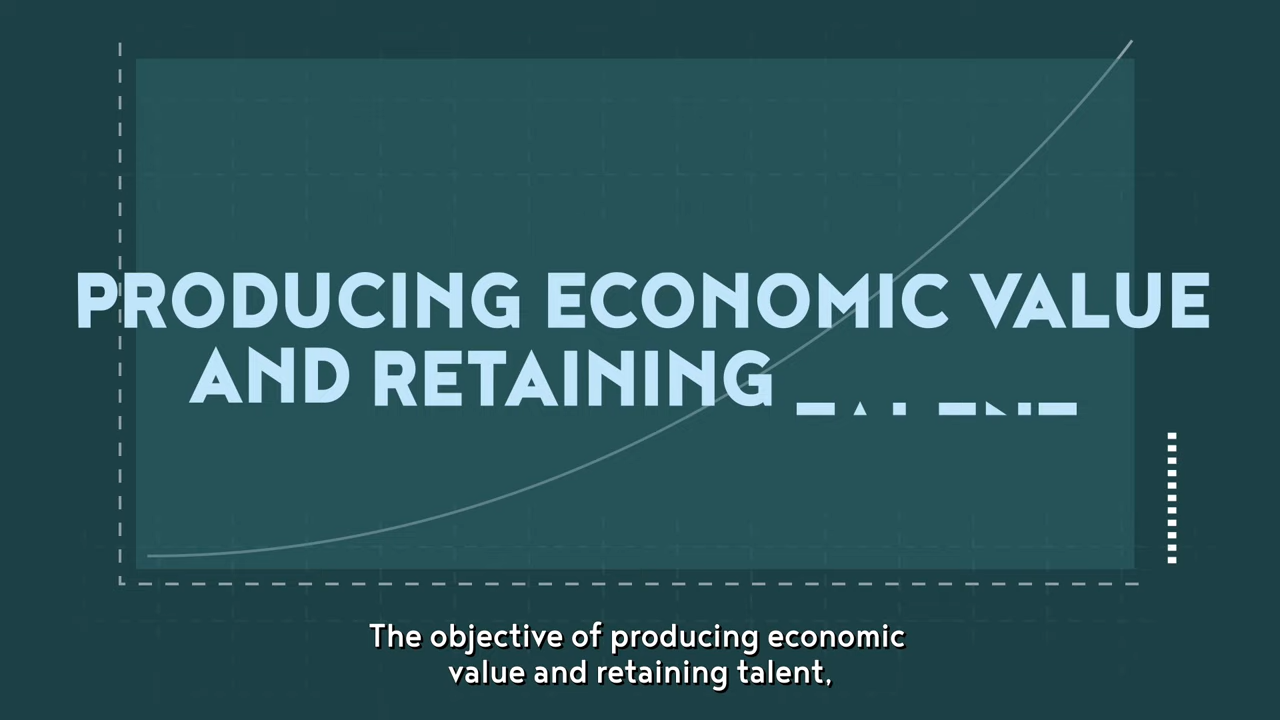 PRODUCING ECONOMIC VALUE
AND RETAINING
The objective of producing economic
value and retaining talent,